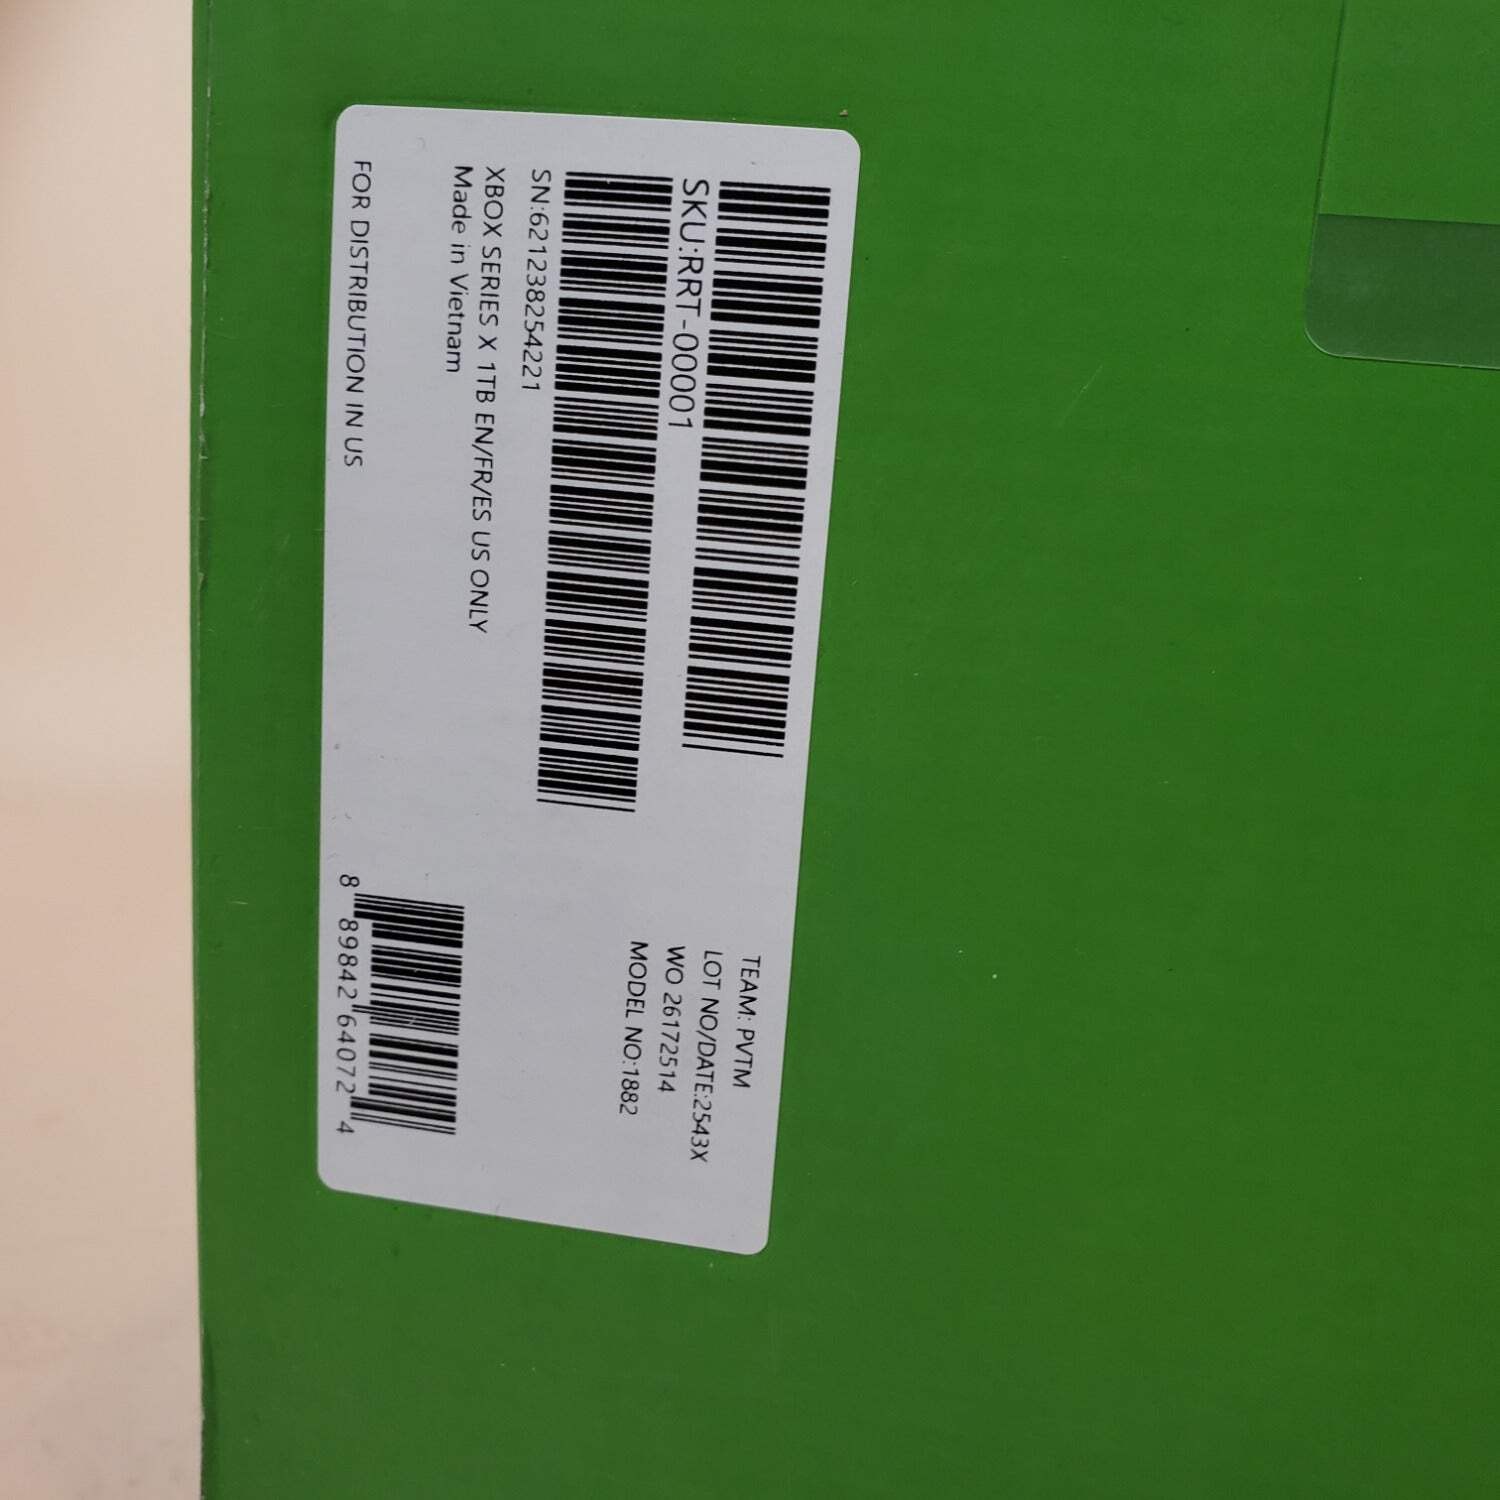 SKU:RRT-00001
SN:621238254221
XBOX SERIES X 1TB EN/FR/ES US ONLY
Made in Vietnam
FOR DISTRIBUTION IN US
TEAM: PVTM
LOT NO/DATE:2543X
WO 26172514
MODEL NO:1882
8 89842 64072 4